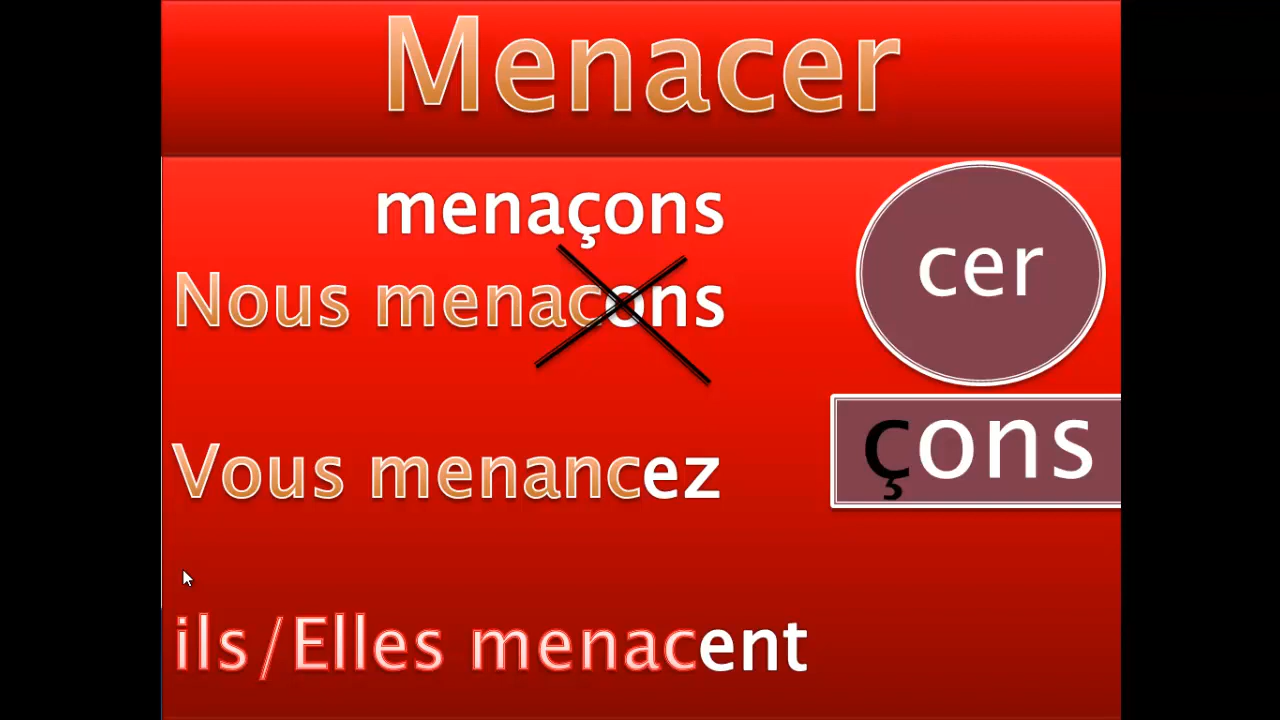 Menacer
menaçons
Nous menacons
cer
çons
Vous menancez
ils/Elles menacent